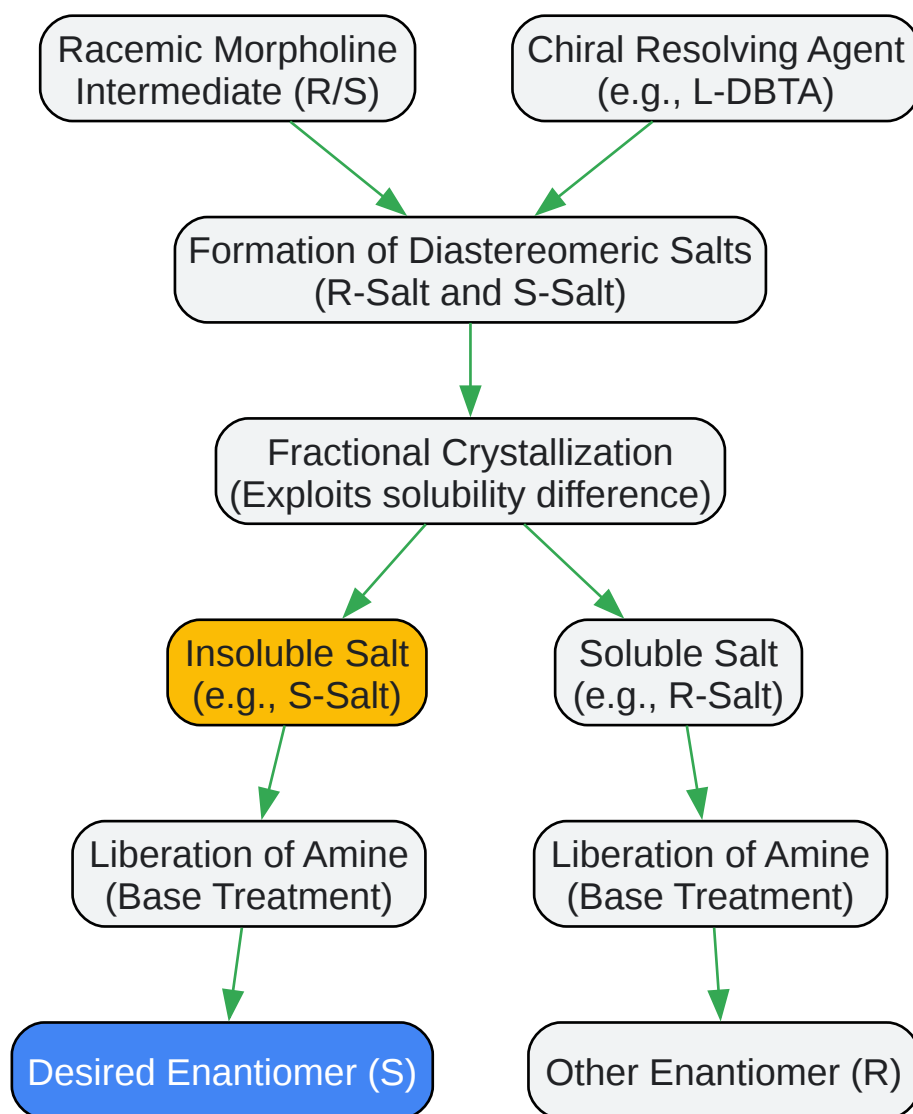 Racemic Morpholine
Intermediate (R/S)
Chiral Resolving Agent
(e.g., L-DBTA)
Formation of Diastereomeric Salts
(R-Salt and S-Salt)
Fractional Crystallization
(Exploits solubility difference)
Insoluble Salt
(e.g., S-Salt)
Soluble Salt
(e.g., R-Salt)
Liberation of Amine
(Base Treatment)
Liberation of Amine
(Base Treatment)
Desired Enantiomer (S)
Other Enantiomer (R)